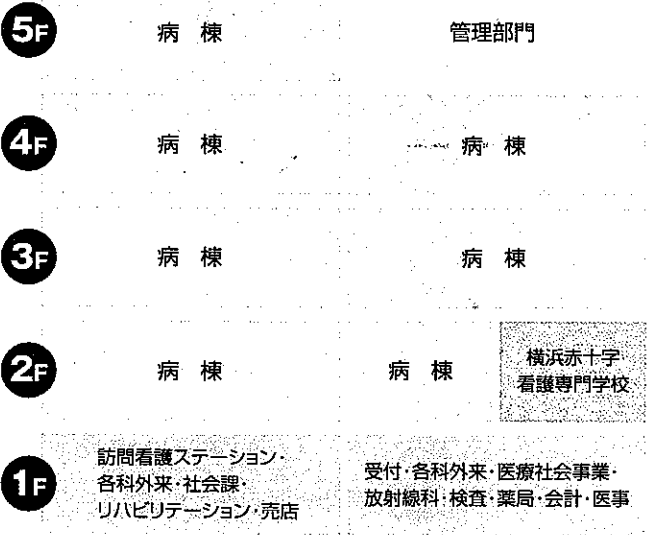 5F
病棟
管理部門
4F
病棟
病棟
3F
病棟
病棟
2F
病棟
病棟
横浜赤十字
看護専門学校
1F
訪問看護ステーション・
各科外来・社会課・
リハビリテーション・売店
受付・各科外来・医療社会事業・
放射線科・検査・薬局・会計・医事